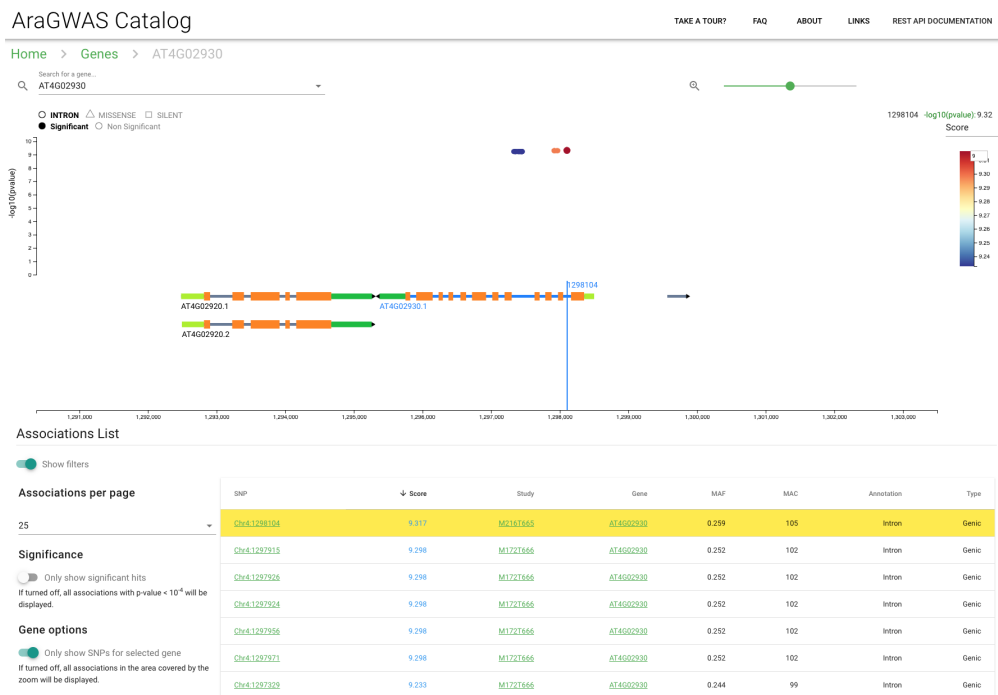 AraGWAS Catalog
TAKE A TOUR? FAQ ABOUT LINKS REST API DOCUMENTATION
Home > Genes > AT4G02930
Search for a gene...
AT4G02930
INTRON MISSENSE SILENT
Significant Non Significant
1298104 -log10(pvalue): 9.32
Score
9
9.30
9.29
9.28
9.27
9.26
9.25
9.24
-log10(pvalue)
10
9
8
7
6
5
4
3
2
1
0
1298104
AT4G02920.1 AT4G02930.1
AT4G02920.2
1,291,000 1,292,000 1,293,000 1,294,000 1,295,000 1,296,000 1,297,000 1,298,000 1,299,000 1,300,000 1,301,000 1,302,000 1,303,000
Associations List
Show filters
Associations per page
25
Significance
Only show significant hits
If turned off, all associations with p-value < 10-4 will be
displayed.
Gene options
Only show SNPs for selected gene
If turned off, all associations in the area covered by the
zoom will be displayed.
SNP Score Study Gene MAF MAC Annotation Type
Chr4:1298104 9.317 M216T665 AT4G02930 0.259 105 Intron Genic
Chr4:1297915 9.298 M172T666 AT4G02930 0.252 102 Intron Genic
Chr4:1297926 9.298 M172T666 AT4G02930 0.252 102 Intron Genic
Chr4:1297924 9.298 M172T666 AT4G02930 0.252 102 Intron Genic
Chr4:1297956 9.298 M172T666 AT4G02930 0.252 102 Intron Genic
Chr4:1297971 9.298 M172T666 AT4G02930 0.252 102 Intron Genic
Chr4:1297329 9.233 M172T666 AT4G02930 0.244 99 Intron Genic